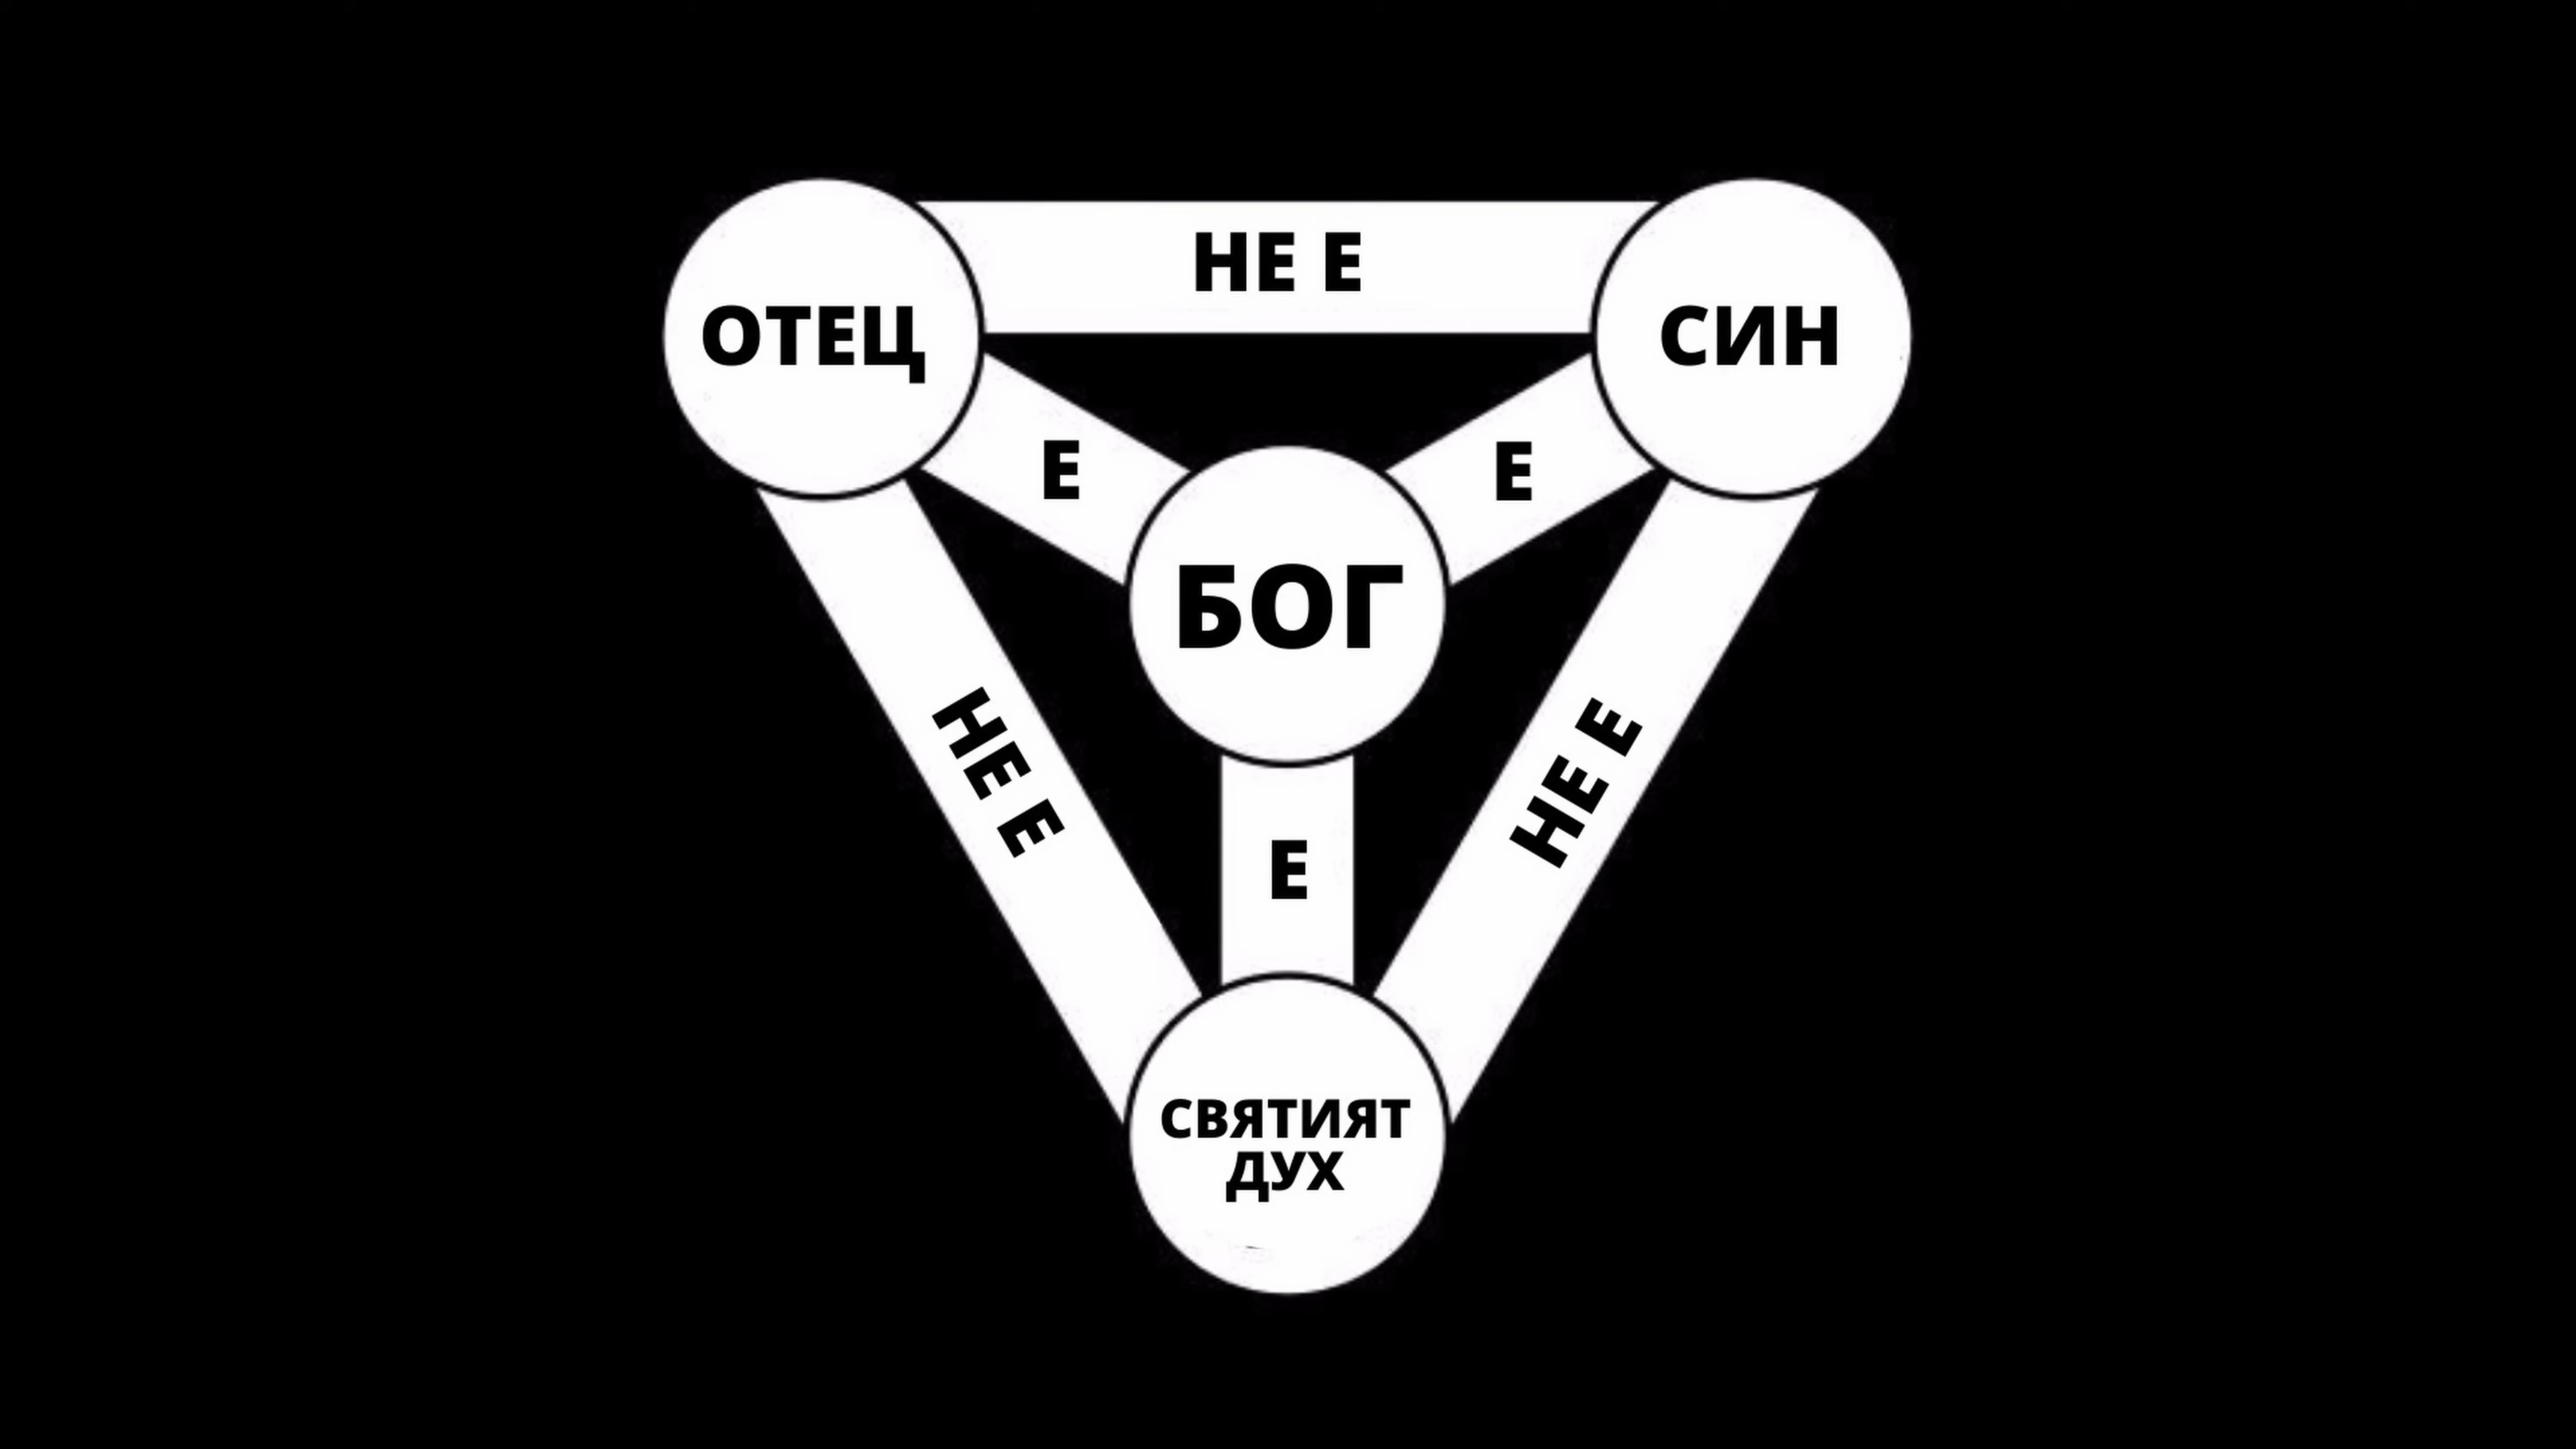 НЕ Е
ОТЕЦ
СИН
Е
Е
БОГ
НЕ Е
НЕ Е
Е
СВЯТИЯТ
ДУХ